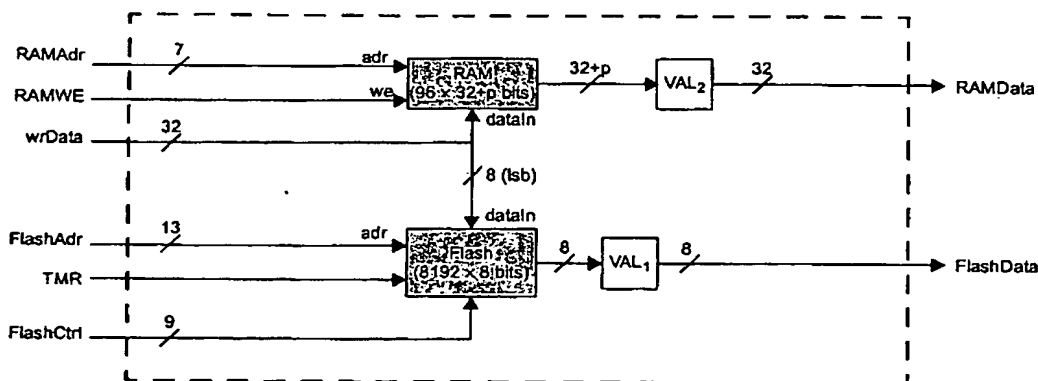 RAMAdr
7
adr
RAM
(96 × 32+p bits)
32+p
VAL2
32
RAMData
RAMWE
we
wrData
32
dataIn
8 (lsb)
dataIn
FlashAdr
13
adr
Flash
(8192 × 8 bits)
8
VAL1
8
FlashData
TMR
FlashCtrl
9